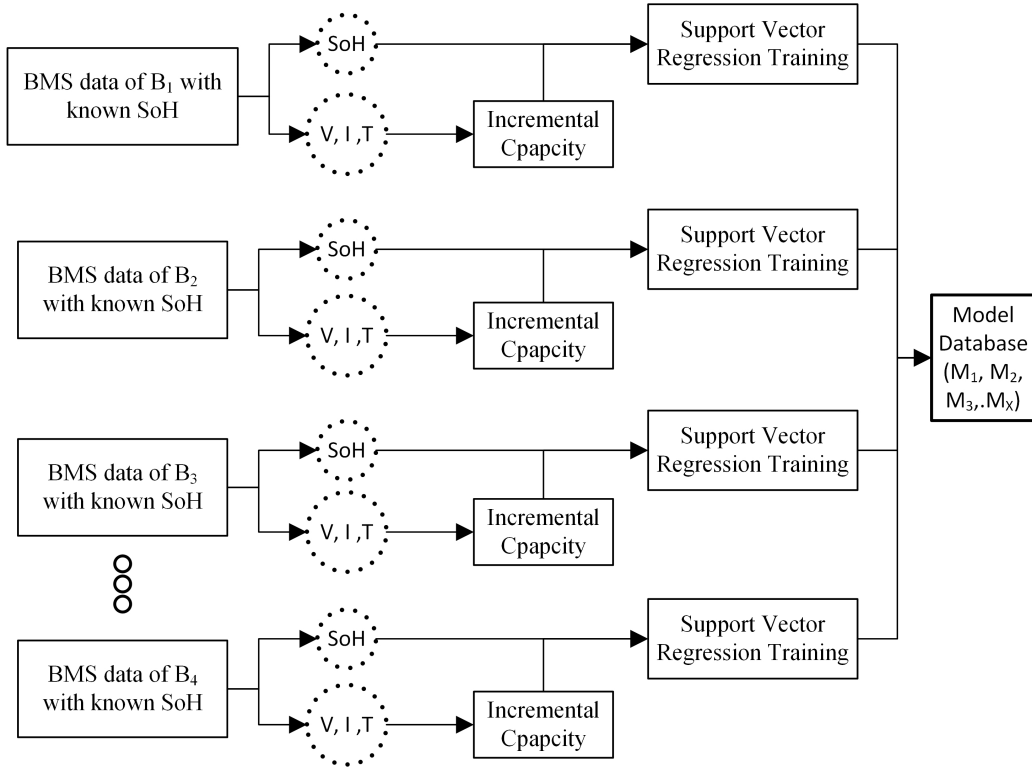 BMS data of B₁ with
known SoH
SoH
V, I ,T
Incremental
Cpapcity
Support Vector
Regression Training
BMS data of B₂
with known SoH
SoH
V, I ,T
Incremental
Cpapcity
Support Vector
Regression Training
BMS data of B₃
with known SoH
SoH
V, I ,T
Incremental
Cpapcity
Support Vector
Regression Training
BMS data of B₄
with known SoH
SoH
V, I ,T
Incremental
Cpapcity
Support Vector
Regression Training
Model
Database
(M₁, M₂,
M₃,.Mₓ)